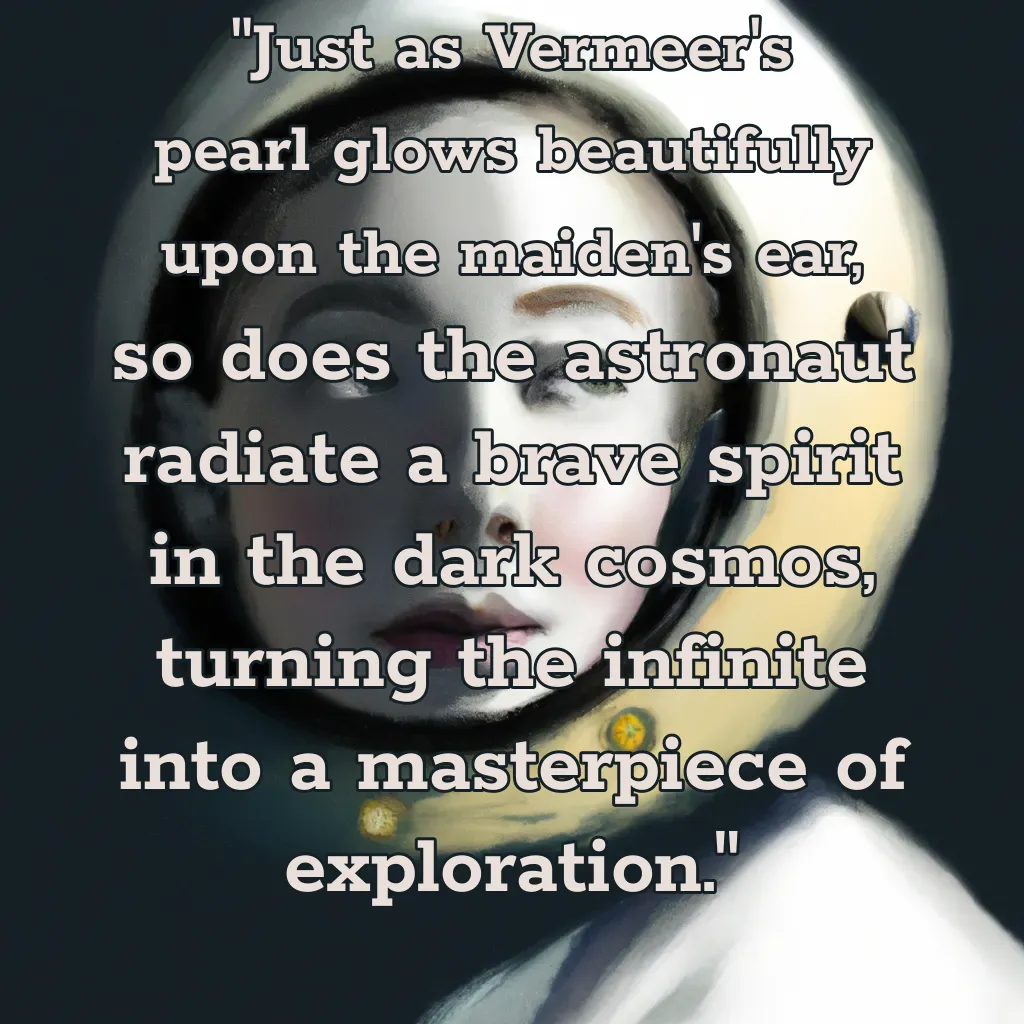 "Just as Vermeer's
pearl glows beautifully
upon the maiden's ear,
so does the astronaut
radiate a brave spirit
in the dark cosmos,
turning the infinite
into a masterpiece of
exploration."